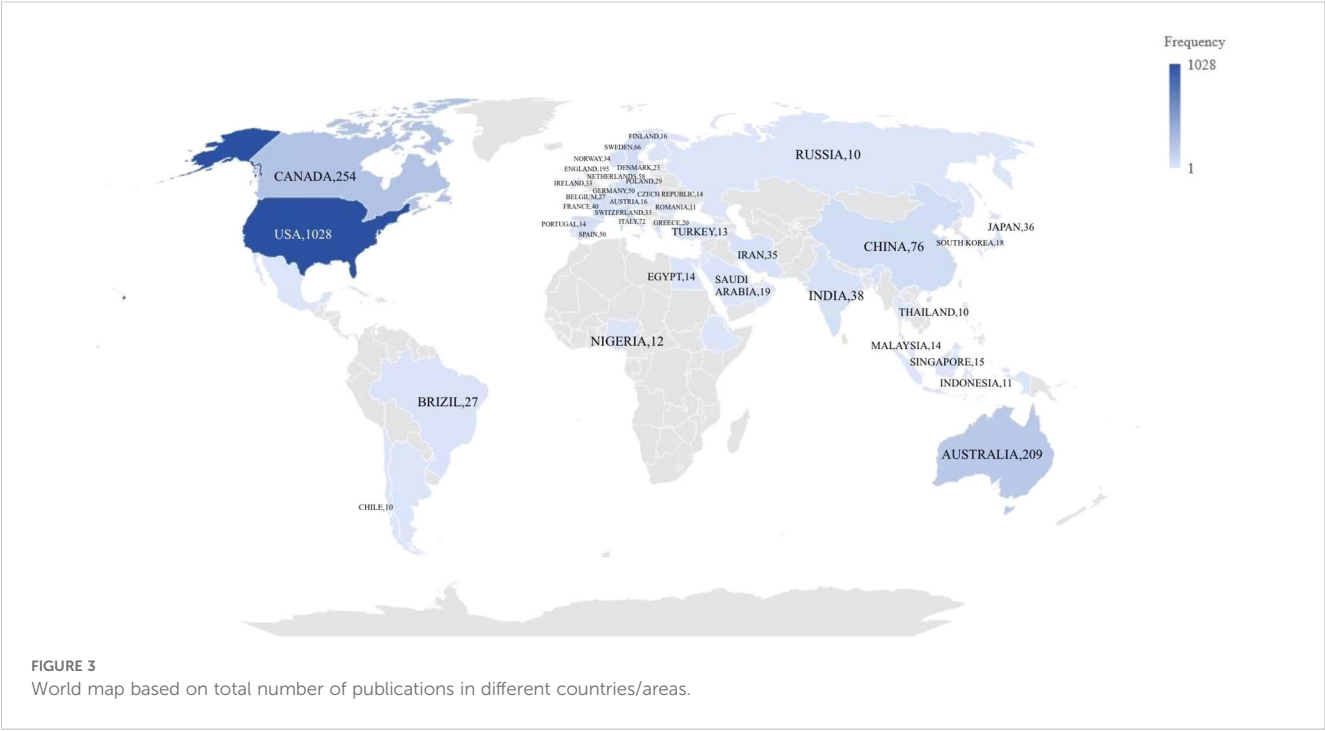 Frequency
1028
1
FINLAND,16
SWEDEN,66
NORWAY,34
DENMARK,23
ENGLAND,195
NETHERLANDS,58
POLAND,29
IRELAND,33
GERMANY,50
CZECH REPUBLIC,14
BELGIUM,27
AUSTRIA,16
FRANCE,40
ROMANIA,11
SWITZERLAND,33
ITALY,72
GREECE,20
PORTUGAL,14
SPAIN,50
TURKEY,13
RUSSIA,10
CANADA,254
USA,1028
JAPAN,36
SOUTH KOREA,18
CHINA,76
IRAN,35
EGYPT,14
SAUDI
ARABIA,19
INDIA,38
THAILAND,10
NIGERIA,12
MALAYSIA,14
SINGAPORE,15
INDONESIA,11
BRIZIL,27
AUSTRALIA,209
CHILE,10
FIGURE 3
World map based on total number of publications in different countries/areas.